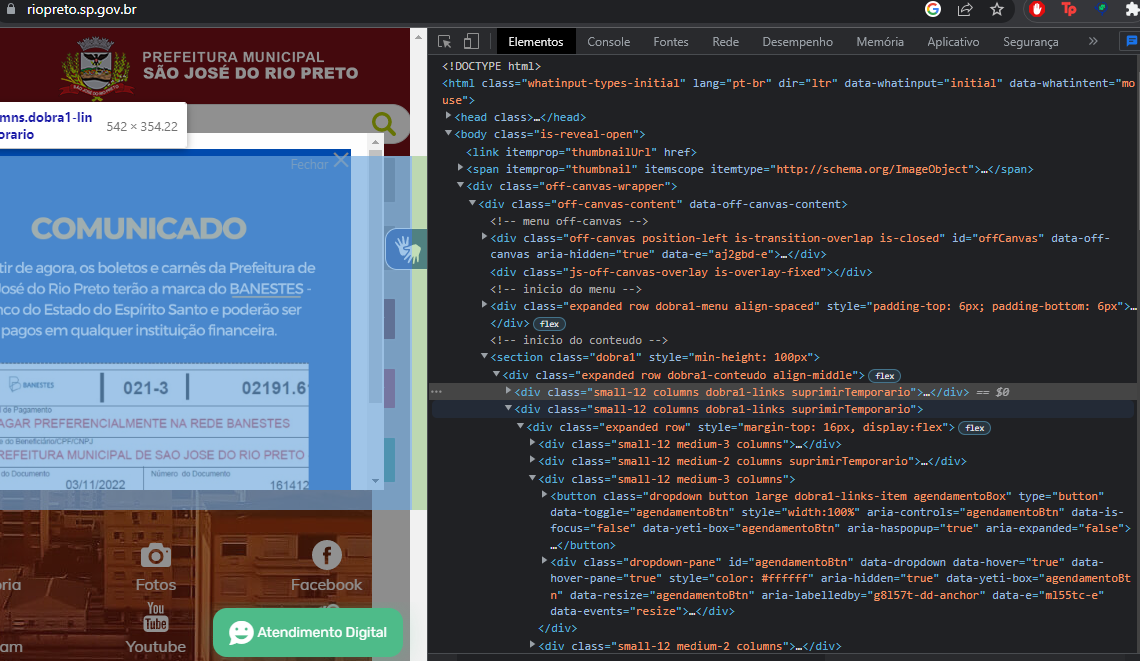 riopreto.sp.gov.br
PREFEITURA MUNICIPAL
SÃO JOSÉ DO RIO PRETO
mns.dobra1-lin
orario
542 × 354.22
Fechar
COMUNICADO
tir de agora, os boletos e carnês da Prefeitura de
José do Rio Preto terão a marca do BANESTES -
nco do Estado do Espírito Santo e poderão ser
pagos em qualquer instituição financeira.
BANESTES
021-3
02191.6
l de Pagamento
AGAR PREFERENCIALMENTE NA REDE BANESTES
e do Beneficiário/CPF/CNPJ
REFEITURA MUNICIPAL DE SAO JOSE DO RIO PRETO
do Documento
Número do Documento
03/11/2022
161412
ria
Fotos
Facebook
am
Youtube
Atendimento Digital
Elementos
Console
Fontes
Rede
Desempenho
Memória
Aplicativo
Segurança
<!DOCTYPE html>
<html class="whatinput-types-initial" lang="pt-br" dir="ltr" data-whatinput="initial" data-whatintent="mo
use">
<head class>…</head>
<body class="is-reveal-open">
<link itemprop="thumbnailUrl" href>
<span itemprop="thumbnail" itemscope itemtype="http://schema.org/ImageObject">…</span>
<div class="off-canvas-wrapper">
<div class="off-canvas-content" data-off-canvas-content>
<!-- menu off-canvas -->
<div class="off-canvas position-left is-transition-overlap is-closed" id="offCanvas" data-off-
canvas aria-hidden="true" data-e="aj2gbd-e">…</div>
<div class="js-off-canvas-overlay is-overlay-fixed"></div>
<!-- inicio do menu -->
<div class="expanded row dobra1-menu align-spaced" style="padding-top: 6px; padding-bottom: 6px">…
</div> flex
<!-- inicio do conteudo -->
<section class="dobra1" style="min-height: 100px">
<div class="expanded row dobra1-conteudo align-middle"> flex
<div class="small-12 columns dobra1-links suprimirTemporario">…</div> == $0
<div class="small-12 columns dobra1-links suprimirTemporario">
<div class="expanded row" style="margin-top: 16px, display:flex"> flex
<div class="small-12 medium-3 columns">…</div>
<div class="small-12 medium-2 columns suprimirTemporario">…</div>
<div class="small-12 medium-3 columns">
<button class="dropdown button large dobra1-links-item agendamentoBox" type="button"
data-toggle="agendamentoBtn" style="width:100%" aria-controls="agendamentoBtn" data-is-
focus="false" data-yeti-box="agendamentoBtn" aria-haspopup="true" aria-expanded="false">
…</button>
<div class="dropdown-pane" id="agendamentoBtn" data-dropdown data-hover="true" data-
hover-pane="true" style="color: #ffffff" aria-hidden="true" data-yeti-box="agendamentoBt
n" data-resize="agendamentoBtn" aria-labelledby="g8l57t-dd-anchor" data-e="ml55tc-e"
data-events="resize">…</div>
</div>
<div class="small-12 medium-2 columns">…</div>